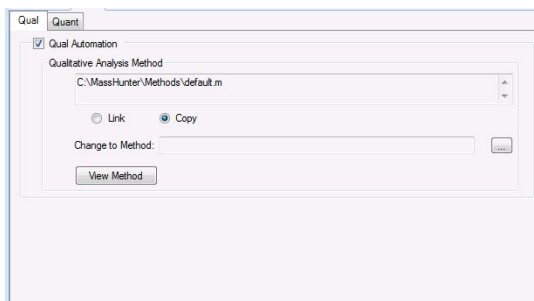 Qual Quant
Qual Automation
Qualitative Analysis Method
C:\MassHunter\Methods\default.m
Link Copy
Change to Method: ...
View Method